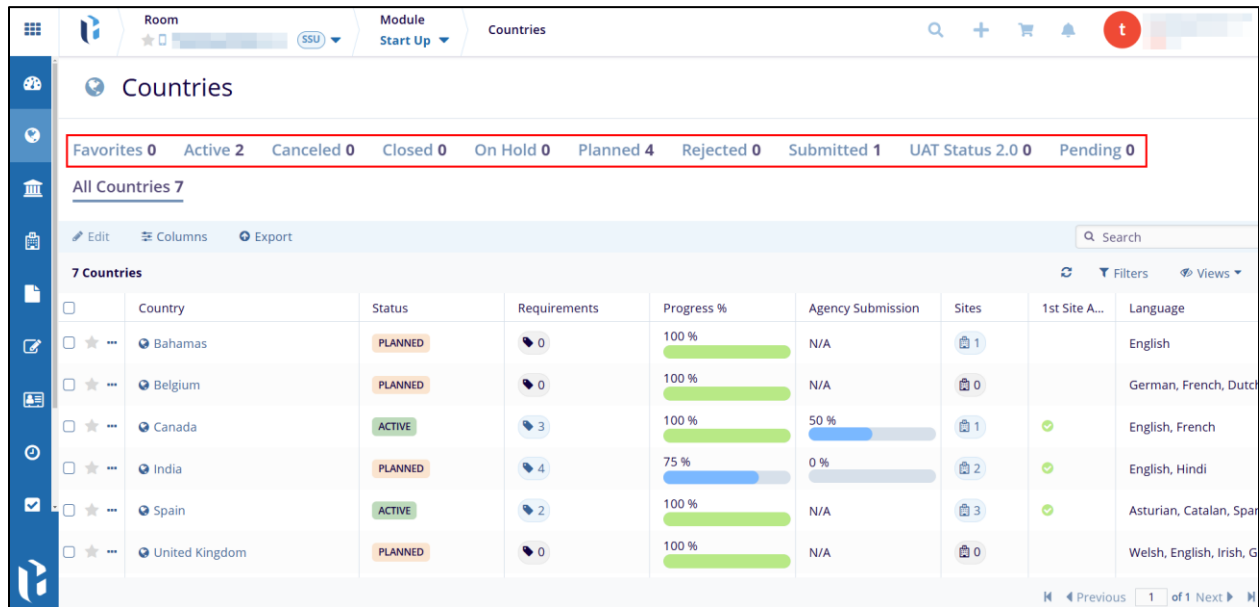 Room
SSU
Module
Start Up
Countries
t
Countries
Favorites 0 Active 2 Canceled 0 Closed 0 On Hold 0 Planned 4 Rejected 0 Submitted 1 UAT Status 2.0 0 Pending 0
All Countries 7
Edit Columns Export Search
7 Countries Filters Views
Country Status Requirements Progress % Agency Submission Sites 1st Site A... Language
Bahamas PLANNED 0 100 % N/A 1 English
Belgium PLANNED 0 100 % N/A 0 German, French, Dutch
Canada ACTIVE 3 100 % 50 % 1 English, French
India PLANNED 4 75 % 0 % 2 English, Hindi
Spain ACTIVE 2 100 % N/A 3 Asturian, Catalan, Spar
United Kingdom PLANNED 0 100 % N/A 0 Welsh, English, Irish, G
Previous 1 of 1 Next